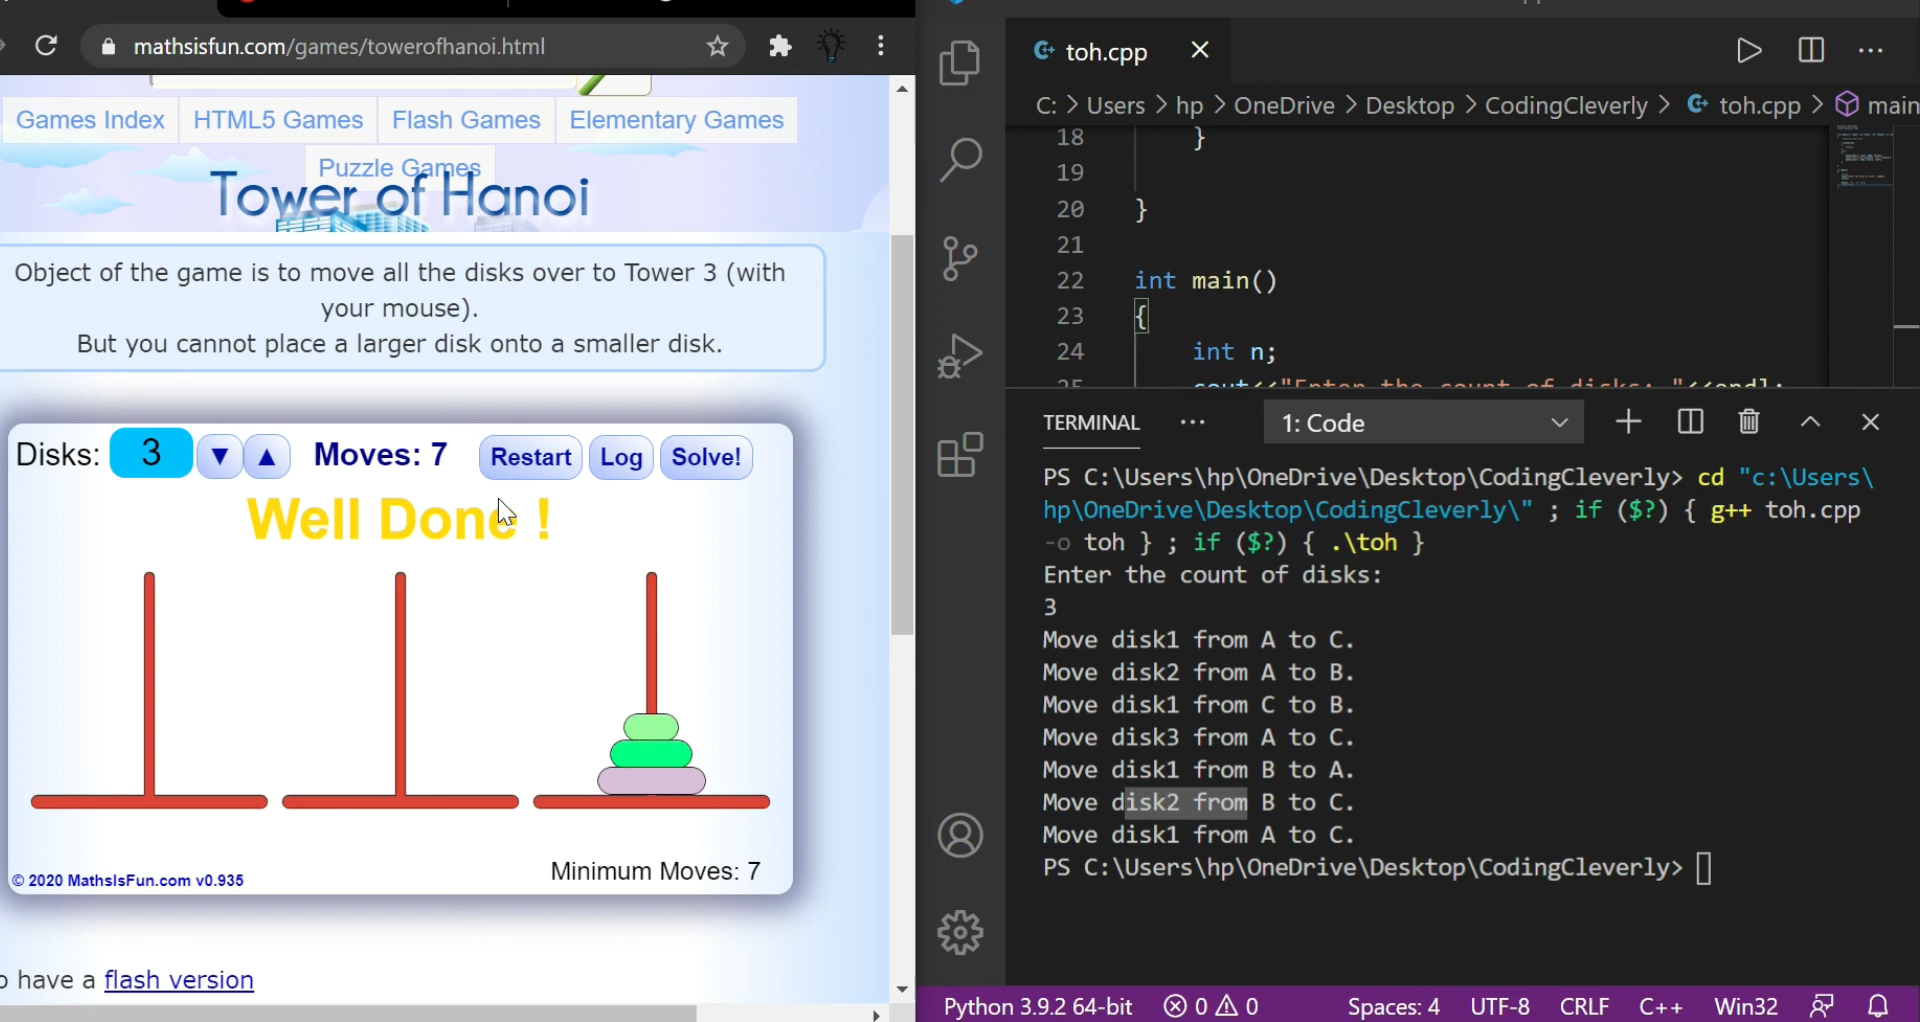 mathsisfun.com/games/towerofhanoi.html
Games Index
HTML5 Games
Flash Games
Elementary Games
Puzzle Games
Tower of Hanoi
Object of the game is to move all the disks over to Tower 3 (with
your mouse).
But you cannot place a larger disk onto a smaller disk.
Disks: 3 ▼ ▲ Moves: 7 Restart Log Solve!
Well Done !
© 2020 MathsIsFun.com v0.935
Minimum Moves: 7
have a flash version
toh.cpp
C: > Users > hp > OneDrive > Desktop > CodingCleverly > toh.cpp > main
18 }
19
20 }
21
22 int main()
23 {
24 int n;
25 cout<<"Enter the count of disks: "<<endl;
TERMINAL ... 1: Code
PS C:\Users\hp\OneDrive\Desktop\CodingCleverly> cd "c:\Users\
hp\OneDrive\Desktop\CodingCleverly\" ; if ($?) { g++ toh.cpp
-o toh } ; if ($?) { .\toh }
Enter the count of disks:
3
Move disk1 from A to C.
Move disk2 from A to B.
Move disk1 from C to B.
Move disk3 from A to C.
Move disk1 from B to A.
Move disk2 from B to C.
Move disk1 from A to C.
PS C:\Users\hp\OneDrive\Desktop\CodingCleverly>
Python 3.9.2 64-bit 0 0 Spaces: 4 UTF-8 CRLF C++ Win32